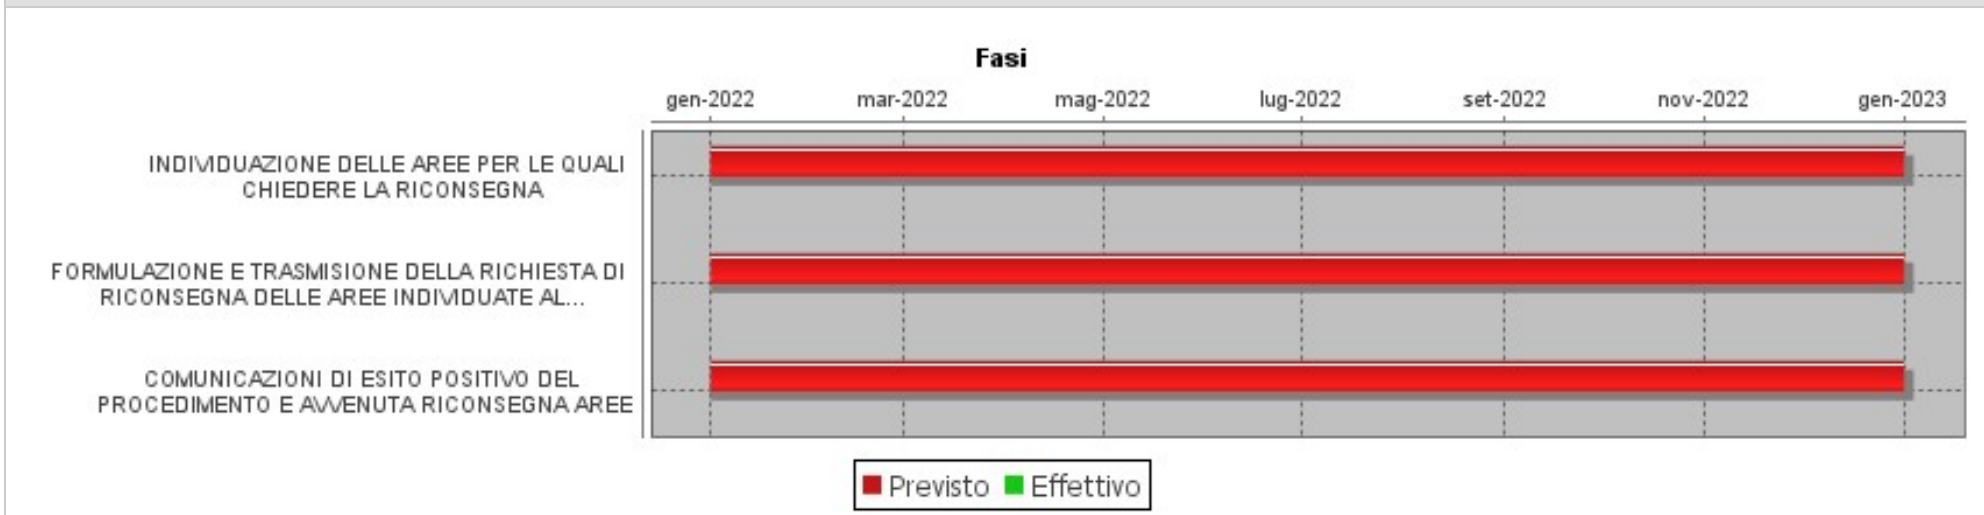 Fasi
gen-2022 mar-2022 mag-2022 lug-2022 set-2022 nov-2022 gen-2023
INDIVIDUAZIONE DELLE AREE PER LE QUALI
CHIEDERE LA RICONSEGNA
FORMULAZIONE E TRASMISIONE DELLA RICHIESTA DI
RICONSEGNA DELLE AREE INDIVIDUATE AL...
COMUNICAZIONI DI ESITO POSITIVO DEL
PROCEDIMENTO E AVVENUTA RICONSEGNA AREE
Previsto Effettivo